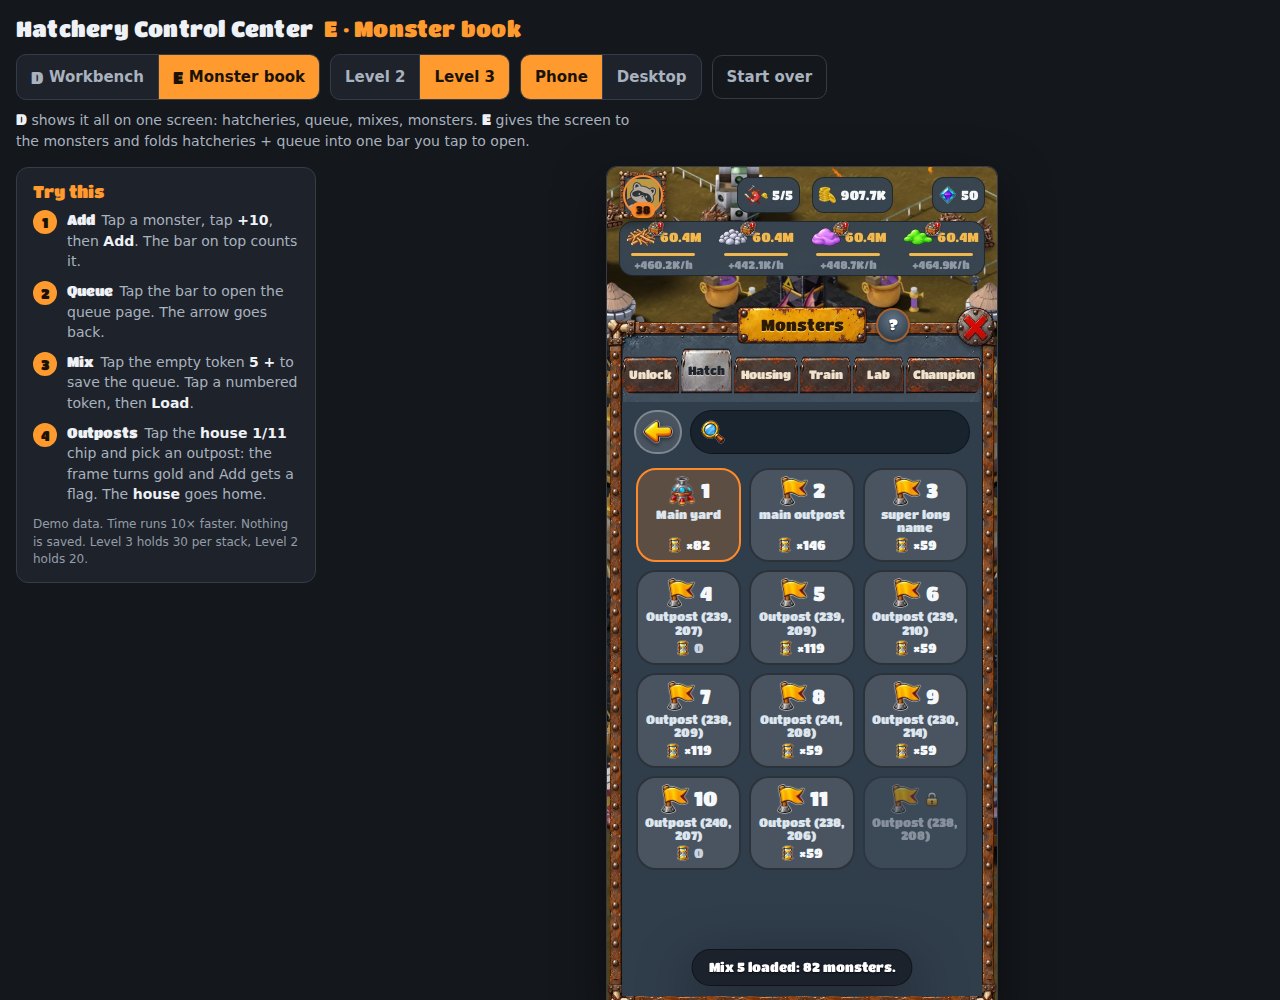 Hatchery Control Center E · Monster book
D Workbench E Monster book Level 2 Level 3 Phone Desktop Start over
D shows it all on one screen: hatcheries, queue, mixes, monsters. E gives the screen to
the monsters and folds hatcheries + queue into one bar you tap to open.
Try this
1 Add Tap a monster, tap +10,
then Add. The bar on top counts
it.
2 Queue Tap the bar to open the
queue page. The arrow goes
back.
3 Mix Tap the empty token 5 + to
save the queue. Tap a numbered
token, then Load.
4 Outposts Tap the house 1/11
chip and pick an outpost: the
frame turns gold and Add gets a
flag. The house goes home.
Demo data. Time runs 10× faster. Nothing
is saved. Level 3 holds 30 per stack, Level 2
holds 20.
30 5/5 907.7K 50
60.4M 60.4M 60.4M 60.4M
+460.2K/h +442.1K/h +448.7K/h +464.9K/h
Monsters ?
Unlock Hatch Housing Train Lab Champion
1 2 3
Main yard main outpost super long
name
×82 ×146 ×59
4 5 6
Outpost (239, Outpost (239, Outpost (239,
207) 209) 210)
0 ×119 ×59
7 8 9
Outpost (238, Outpost (241, Outpost (230,
209) 208) 214)
×119 ×59 ×59
10 11
Outpost (240, Outpost (238, Outpost (238,
207) 206) 208)
0 ×59
Mix 5 loaded: 82 monsters.